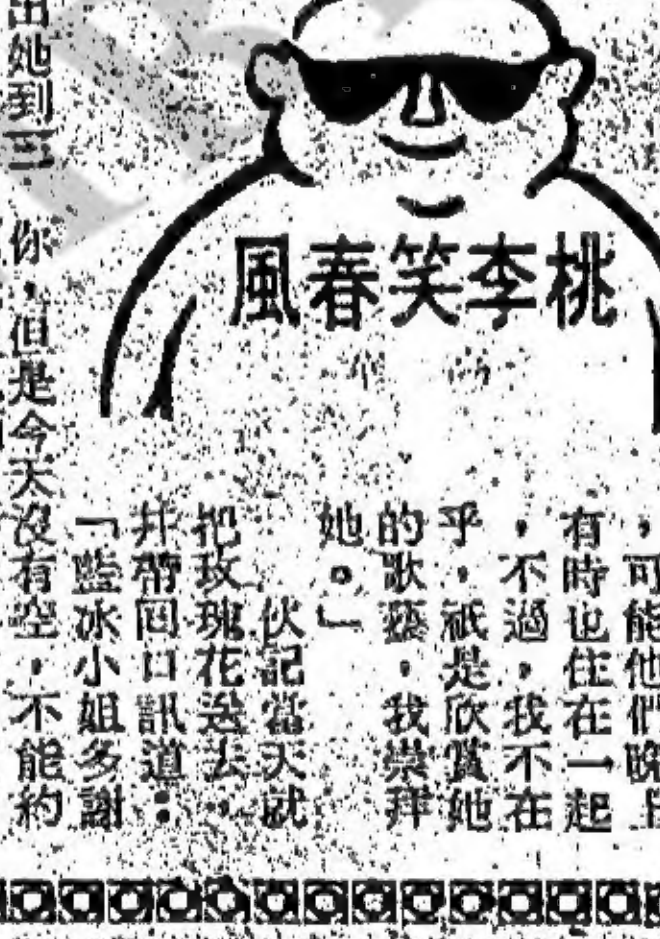 桃李笑春風
，可能他們晚上
有時也住在一起
，不過，我不在
乎，祇是欣賞她
的歌藝，我崇拜
她。」
伙記當天就
把玫瑰花送去，
并帶回口訊道：
「藍冰小姐多謝
你，但是今天沒有空，不能約
出她到三